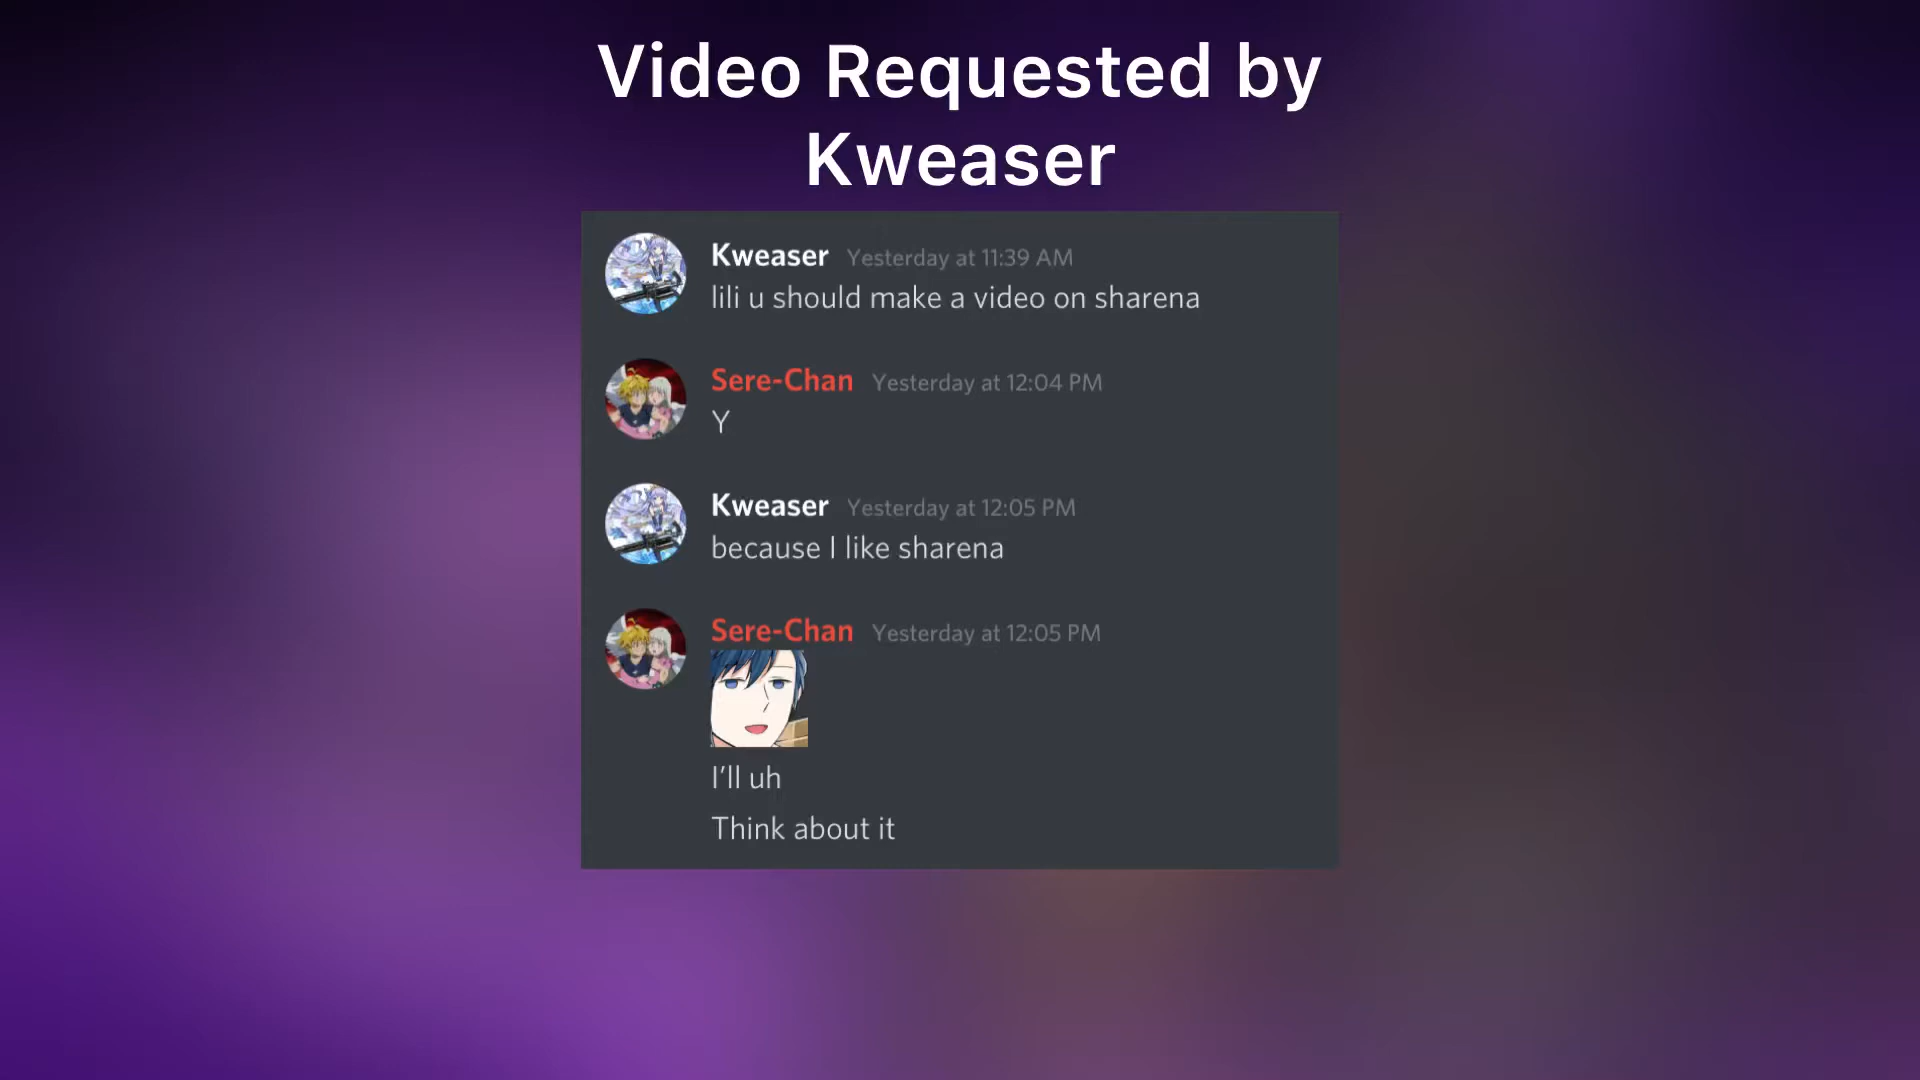 Video Requested by
Kweaser
Kweaser Yesterday at 11:39 AM
lili u should make a video on sharena
Sere-Chan Yesterday at 12:04 PM
Y
Kweaser Yesterday at 12:05 PM
because I like sharena
Sere-Chan Yesterday at 12:05 PM
I'll uh
Think about it